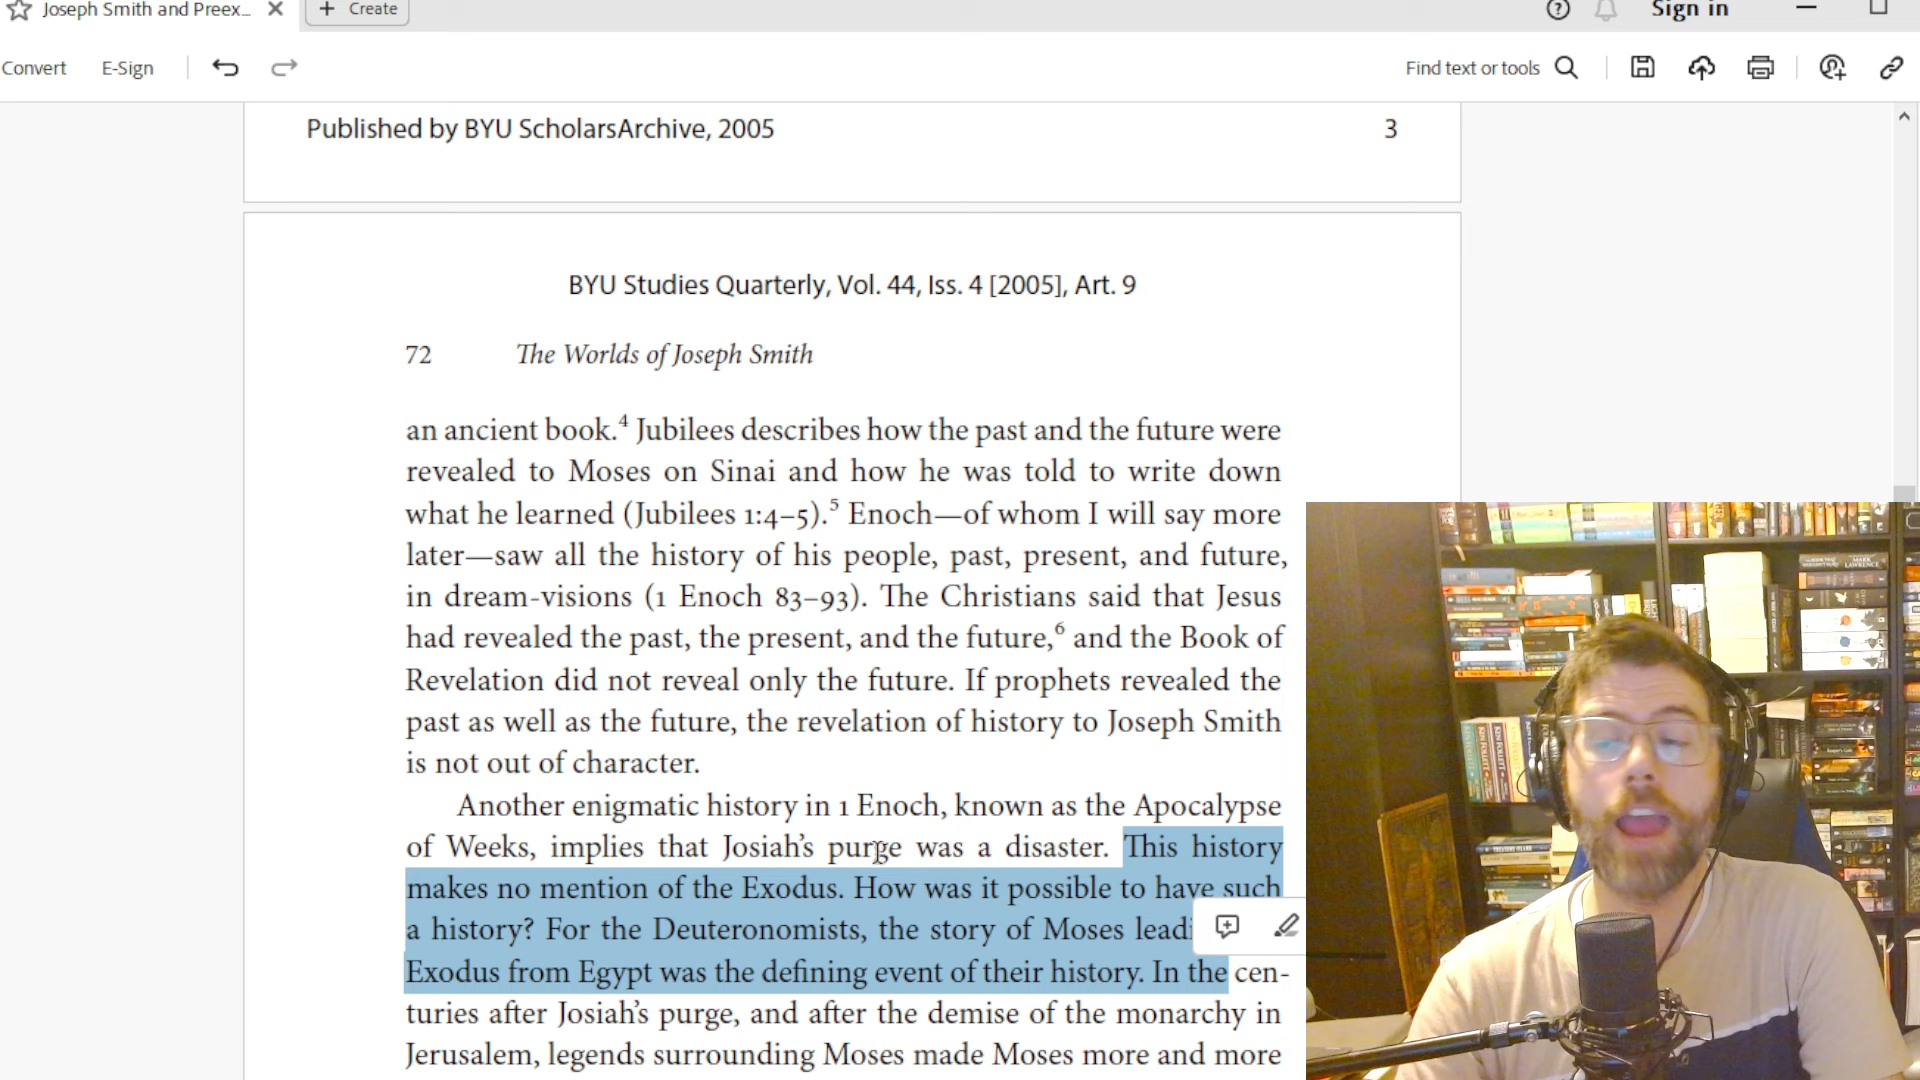 Joseph Smith and Preex...
Create
Sign in
Convert
E-Sign
Find text or tools
Published by BYU ScholarsArchive, 2005
3
BYU Studies Quarterly, Vol. 44, Iss. 4 [2005], Art. 9
72
The Worlds of Joseph Smith
an ancient book.4 Jubilees describes how the past and the future were
revealed to Moses on Sinai and how he was told to write down
what he learned (Jubilees 1:4–5).5 Enoch—of whom I will say more
later—saw all the history of his people, past, present, and future,
in dream-visions (1 Enoch 83–93). The Christians said that Jesus
had revealed the past, the present, and the future,6 and the Book of
Revelation did not reveal only the future. If prophets revealed the
past as well as the future, the revelation of history to Joseph Smith
is not out of character.
Another enigmatic history in 1 Enoch, known as the Apocalypse
of Weeks, implies that Josiah's purge was a disaster. This history
makes no mention of the Exodus. How was it possible to have such
a history? For the Deuteronomists, the story of Moses leadi
Exodus from Egypt was the defining event of their history. In the cen-
turies after Josiah's purge, and after the demise of the monarchy in
Jerusalem, legends surrounding Moses made Moses more and more